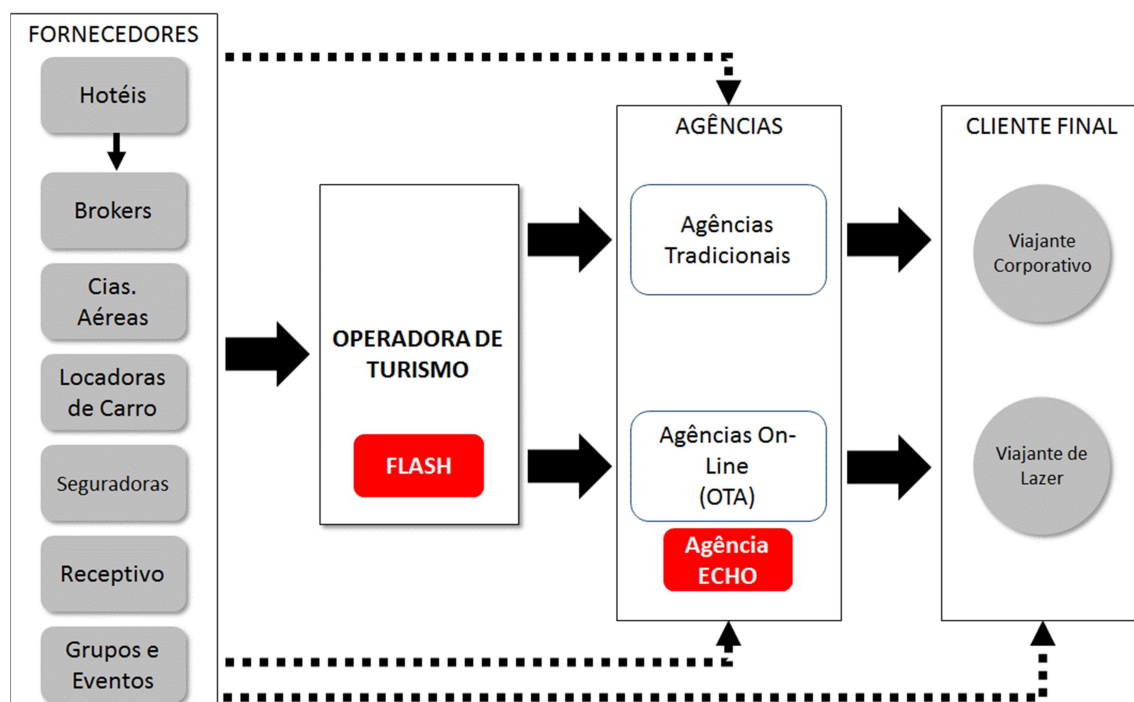 FORNECEDORES
Hotéis
Brokers
Cias.
Aéreas
Locadoras
de Carro
Seguradoras
Receptivo
Grupos e
Eventos
OPERADORA DE
TURISMO
FLASH
AGÊNCIAS
Agências
Tradicionais
Agências On-
Line
(OTA)
Agência
ECHO
CLIENTE FINAL
Viajante
Corporativo
Viajante de
Lazer